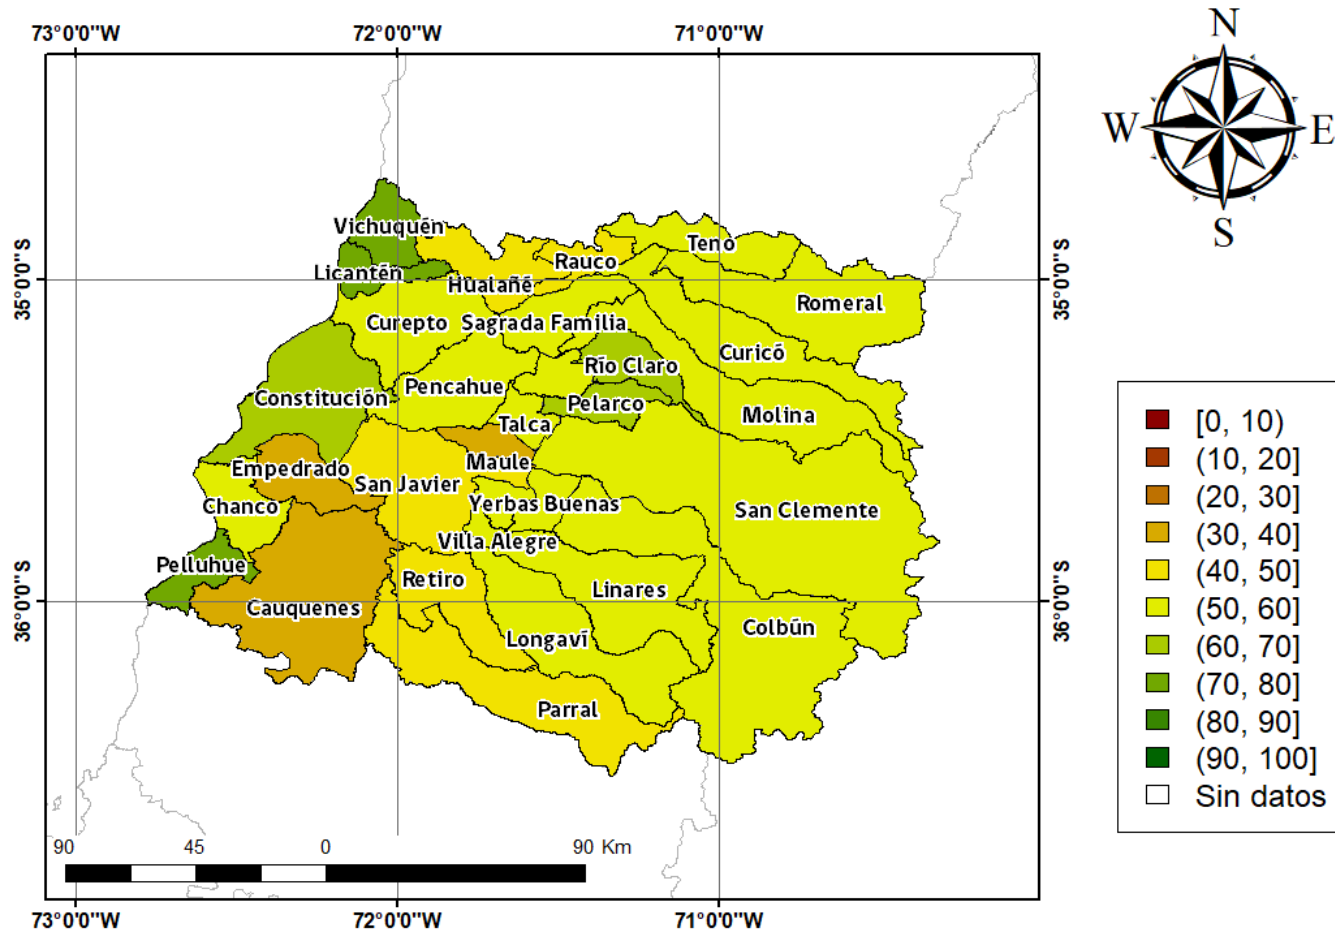 73°0'0"W 72°0'0"W 71°0'0"W
N
W E
S
35°0'0"S 35°0'0"S
36°0'0"S 36°0'0"S
Vichuquén
Teno
Rauco
Licantén
Hualañé
Romeral
Curepto Sagrada Familia
Curicó
Río Claro
Pencahue
Constitución
Pelarco
Molina
Talca
Maule
Empedrado
San Javier
Yerbas Buenas
Chanco
San Clemente
Villa Alegre
Pelluhue
Retiro
Linares
Cauquenes
Colbún
Longaví
Parral
[0, 10)
(10, 20]
(20, 30]
(30, 40]
(40, 50]
(50, 60]
(60, 70]
(70, 80]
(80, 90]
(90, 100]
Sin datos
90 45 0 90 Km
73°0'0"W 72°0'0"W 71°0'0"W